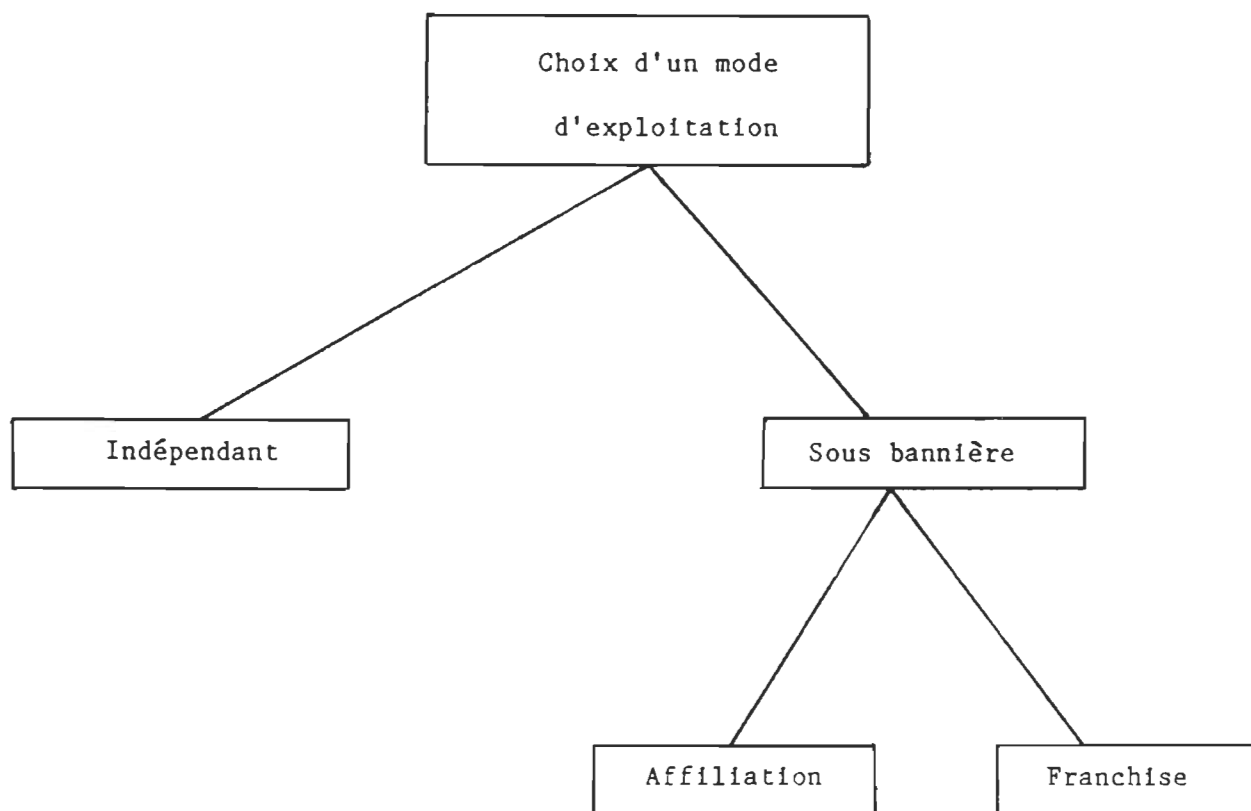 Choix d'un mode
d'exploitation
Indépendant
Sous bannière
Affiliation
Franchise